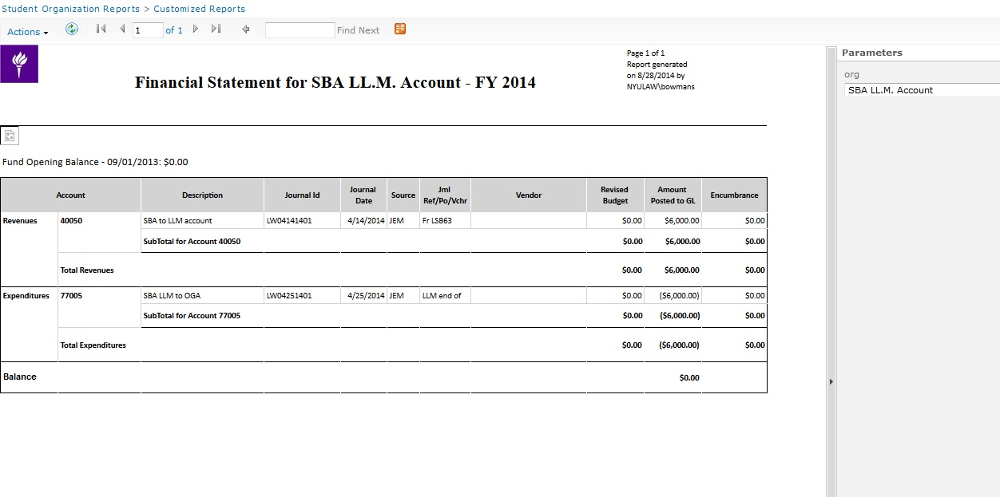 Student Organization Reports > Customized Reports
Actions 1 of 1 Find Next
Parameters
org
SBA LL.M. Account
Page 1 of 1
Report generated
on 8/28/2014 by
NYULAW\bowmans
Financial Statement for SBA LL.M. Account - FY 2014
Fund Opening Balance - 09/01/2013: $0.00
Account Description Journal Id Journal Date Source Jrnl Ref/Po/Vchr Vendor Revised Budget Amount Posted to GL Encumbrance
Revenues 40050 SBA to LLM account LW04141401 4/14/2014 JEM Fr LSB63 $0.00 $6,000.00 $0.00
SubTotal for Account 40050 $0.00 $6,000.00 $0.00
Total Revenues $0.00 $6,000.00 $0.00
Expenditures 77005 SBA LLM to OGA LW04251401 4/25/2014 JEM LLM end of $0.00 ($6,000.00) $0.00
SubTotal for Account 77005 $0.00 ($6,000.00) $0.00
Total Expenditures $0.00 ($6,000.00) $0.00
Balance $0.00